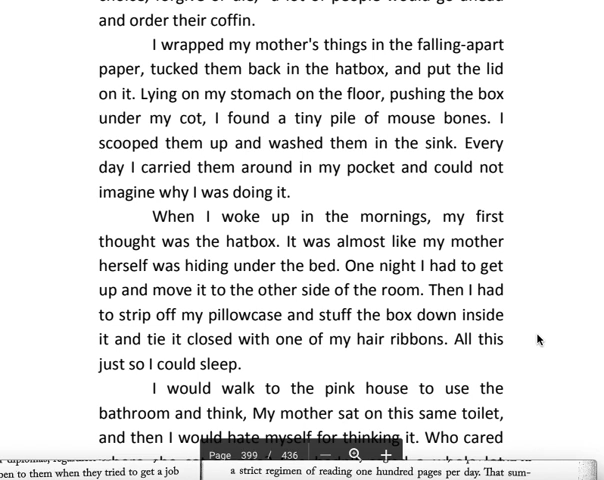 and order their coffin.
I wrapped my mother's things in the falling-apart
paper, tucked them back in the hatbox, and put the lid
on it. Lying on my stomach on the floor, pushing the box
under my cot, I found a tiny pile of mouse bones. I
scooped them up and washed them in the sink. Every
day I carried them around in my pocket and could not
imagine why I was doing it.
When I woke up in the mornings, my first
thought was the hatbox. It was almost like my mother
herself was hiding under the bed. One night I had to get
up and move it to the other side of the room. Then I had
to strip off my pillowcase and stuff the box down inside
it and tie it closed with one of my hair ribbons. All this
just so I could sleep.
I would walk to the pink house to use the
bathroom and think, My mother sat on this same toilet,
and then I would hate myself for thinking it. Who cared
Page 399 / 436
pen to them when they tried to get a job
a strict regimen of reading one hundred pages per day. That sum-